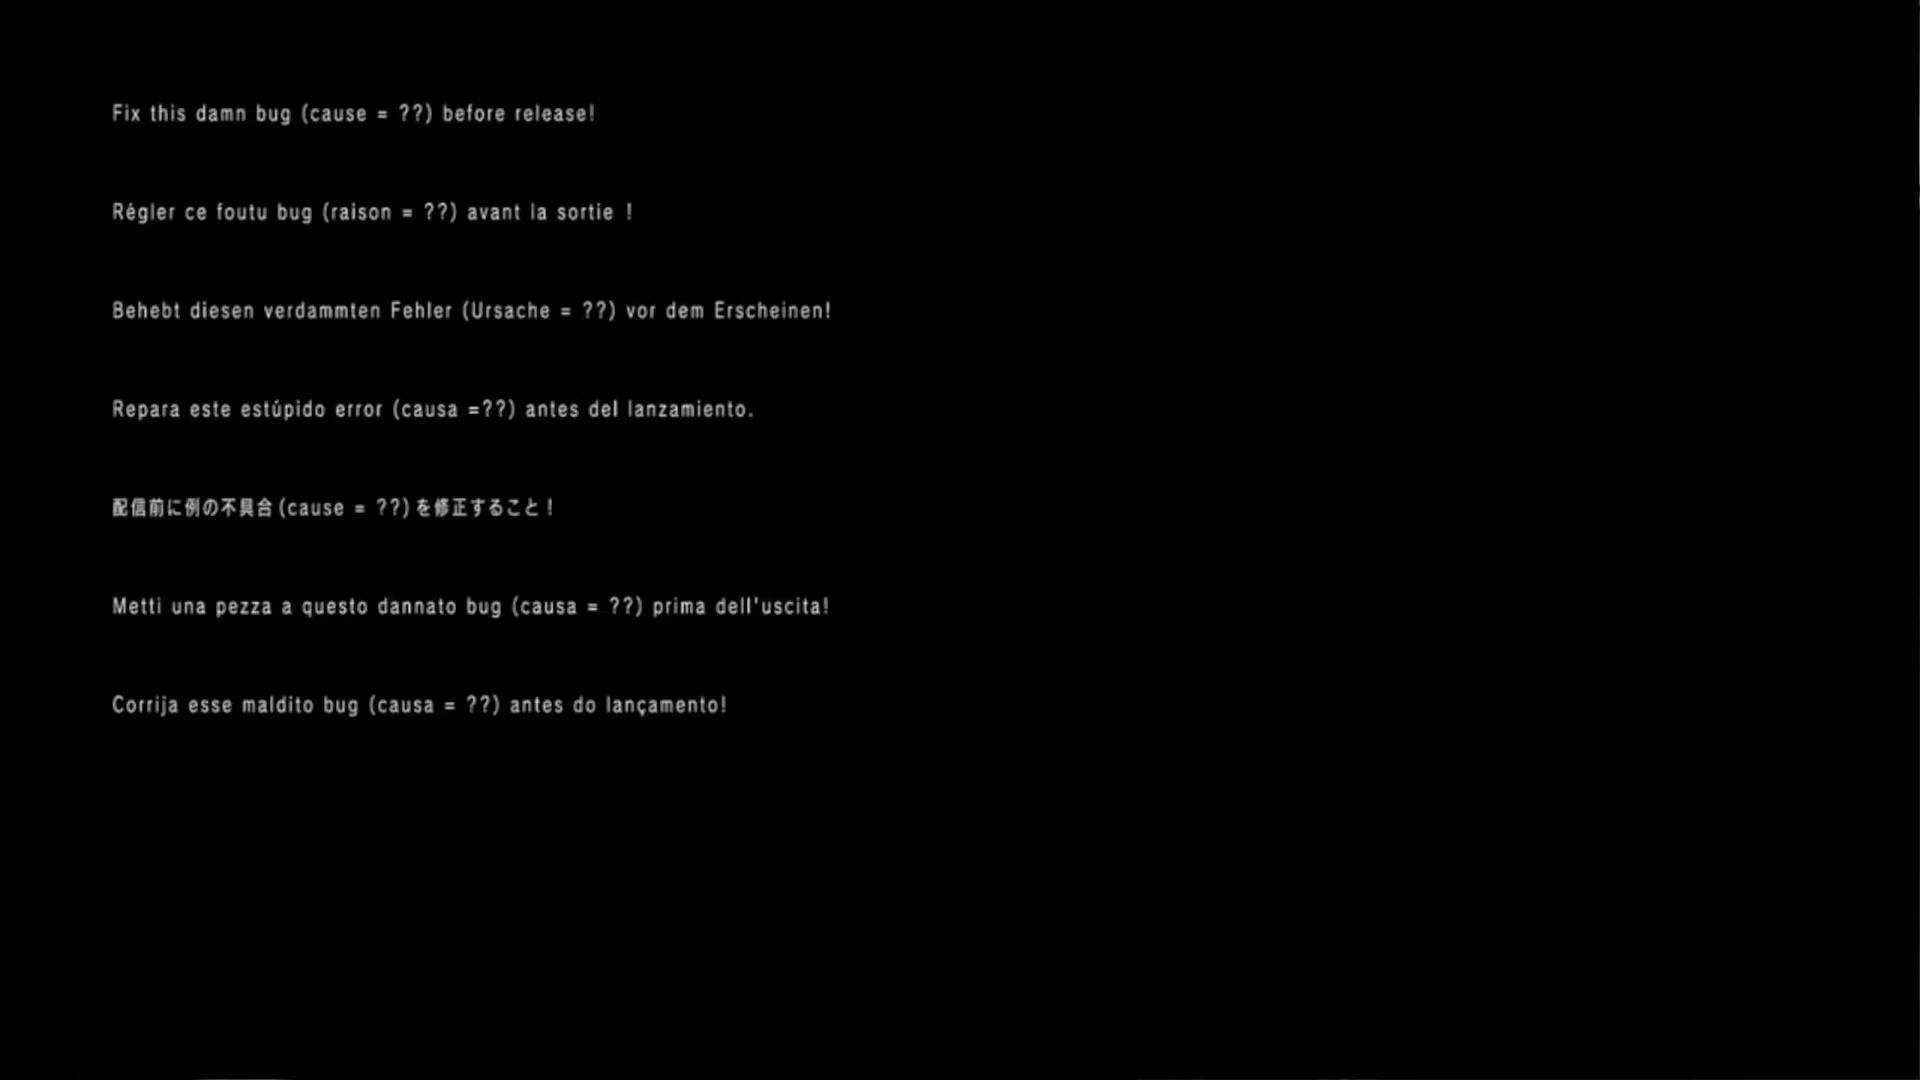 Fix this damn bug (cause = ??) before release!
Régler ce foutu bug (raison = ??) avant la sortie !
Behebt diesen verdammten Fehler (Ursache = ??) vor dem Erscheinen!
Repara este estúpido error (causa =??) antes del lanzamiento.
配信前に例の不具合(cause = ??)を修正すること！
Metti una pezza a questo dannato bug (causa = ??) prima dell'uscita!
Corrija esse maldito bug (causa = ??) antes do lançamento!